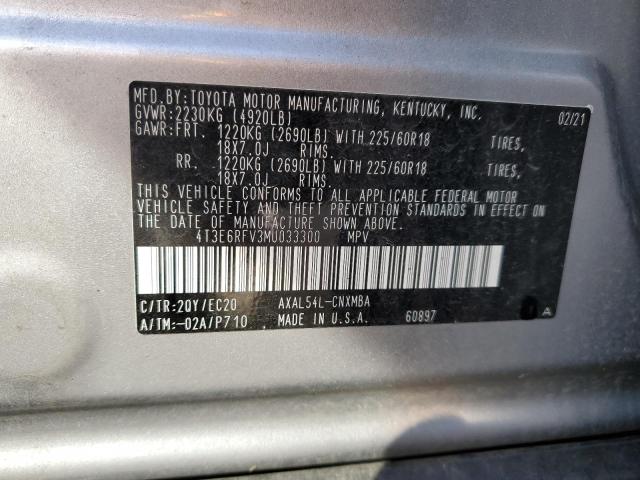 MFD.BY:TOYOTA MOTOR MANUFACTURING, KENTUCKY, INC.
GVWR:2230KG (4920LB) 02/21
GAWR:FRT. 1220KG (2690LB) WITH 225/60R18 TIRES,
18X7.0J RIMS.
RR. 1220KG (2690LB) WITH 225/60R18 TIRES,
18X7.0J RIMS.
THIS VEHICLE CONFORMS TO ALL APPLICABLE FEDERAL MOTOR
VEHICLE SAFETY AND THEFT PREVENTION STANDARDS IN EFFECT ON
THE DATE OF MANUFACTURE SHOWN ABOVE.
4T3E6RFV3MU033300 MPV
C/TR:2QY/EC20 AXAL54L-CNXMBA
A/TM:-02A/P710 MADE IN U.S.A. 60897 A